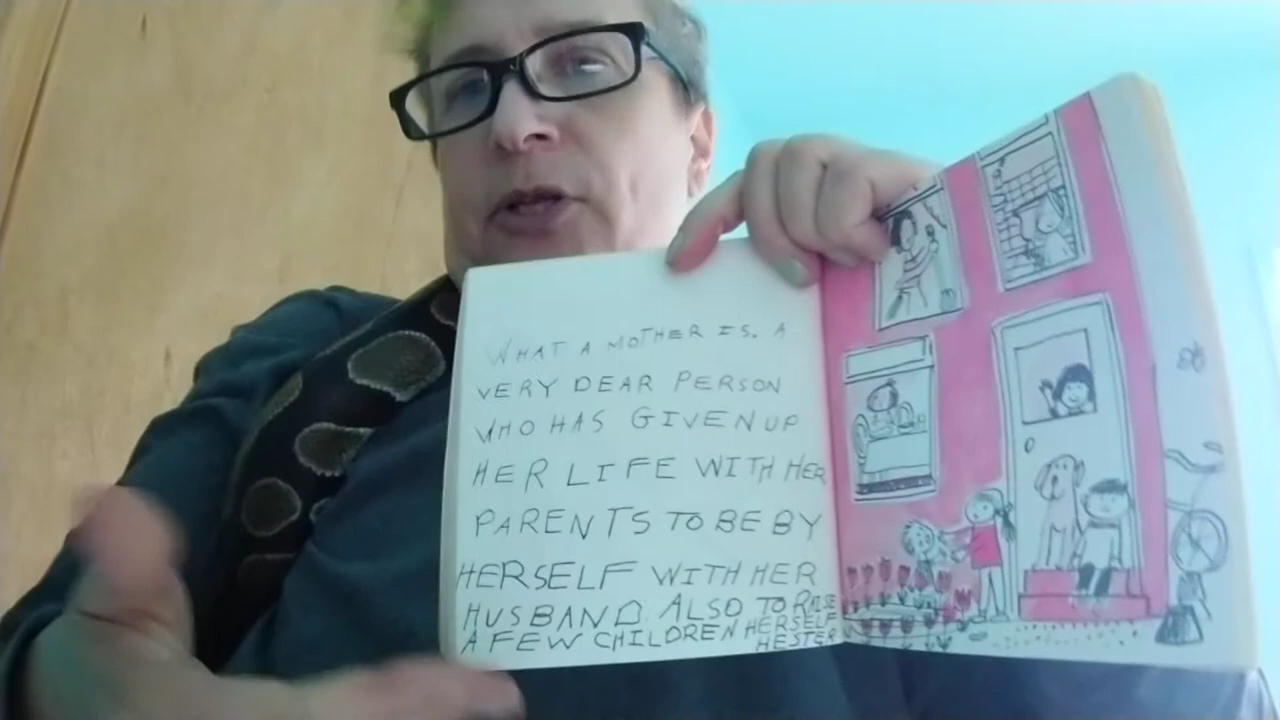 WHAT A MOTHER IS. A
VERY DEAR PERSON
WHO HAS GIVEN UP
HER LIFE WITH HER
PARENTS TO BE BY
HERSELF WITH HER
HUSBAND. ALSO TO RAISE
A FEW CHILDREN HERSELF
HESTER